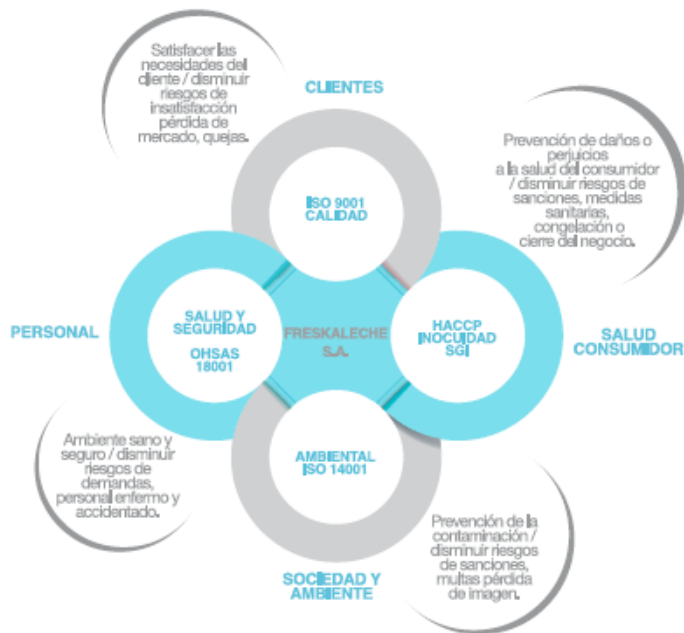 Satisfacer las
necesidades del
cliente / disminuir
riesgos de
insatisfacción
pérdida de
mercado, quejas.
CLIENTES
Prevención de daños o
perjuicios
a la salud del consumidor
/ disminuir riesgos de
sanciones, medidas
sanitarias,
congelación o
cierre del negocio.
ISO 9001
CALIDAD
PERSONAL
SALUD Y
SEGURIDAD
OHSAS
18001
FRESKALECHE
S.A.
HACCP
INOCUIDAD
SGI
SALUD
CONSUMIDOR
Ambiente sano y
seguro / disminuir
riesgos de
demandas,
personal enfermo y
accidentado.
AMBIENTAL
ISO 14001
Prevención de la
contaminación /
disminuir riesgos
de sanciones,
multas pérdida
de imagen.
SOCIEDAD Y
AMBIENTE